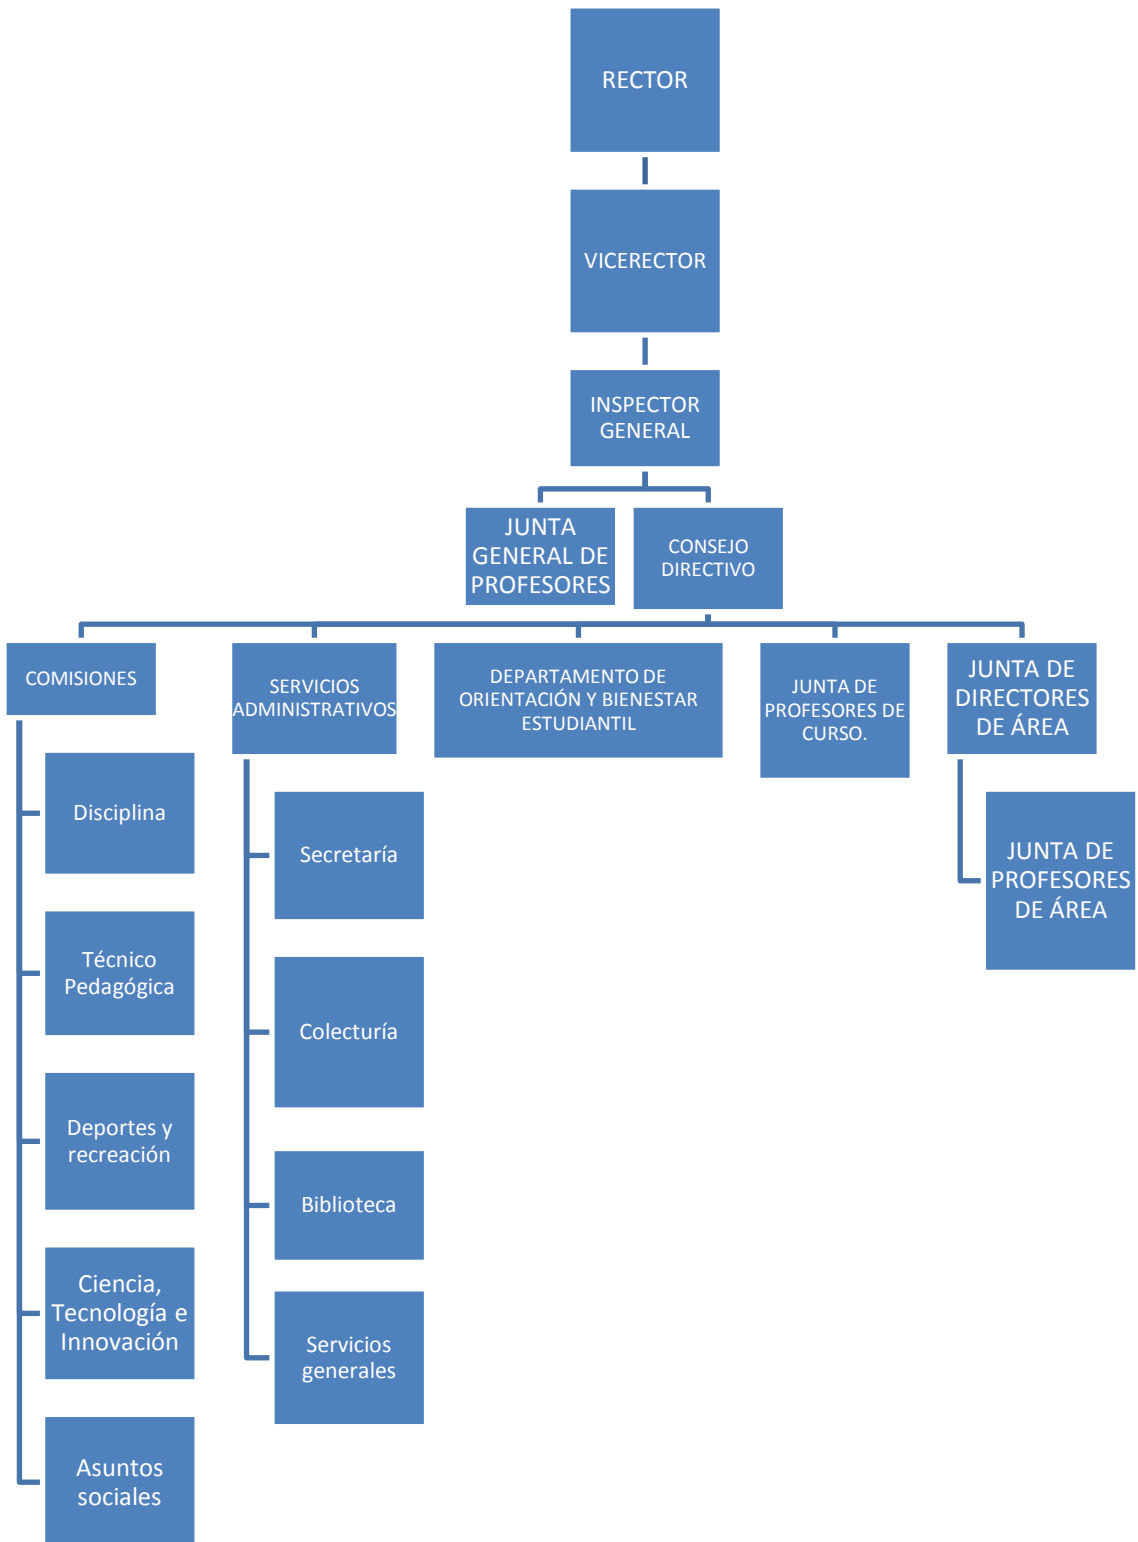 RECTOR
VICERECTOR
INSPECTOR
GENERAL
JUNTA
GENERAL DE
PROFESORES
CONSEJO
DIRECTIVO
COMISIONES
SERVICIOS
ADMINISTRATIVOS
DEPARTAMENTO DE
ORIENTACIÓN Y BIENESTAR
ESTUDIANTIL
JUNTA DE
PROFESORES DE
CURSO.
JUNTA DE
DIRECTORES
DE ÁREA
Disciplina
Técnico
Pedagógica
Deportes y
recreación
Ciencia,
Tecnología e
Innovación
Asuntos
sociales
Secretaría
Colecturía
Biblioteca
Servicios
generales
JUNTA DE
PROFESORES
DE ÁREA